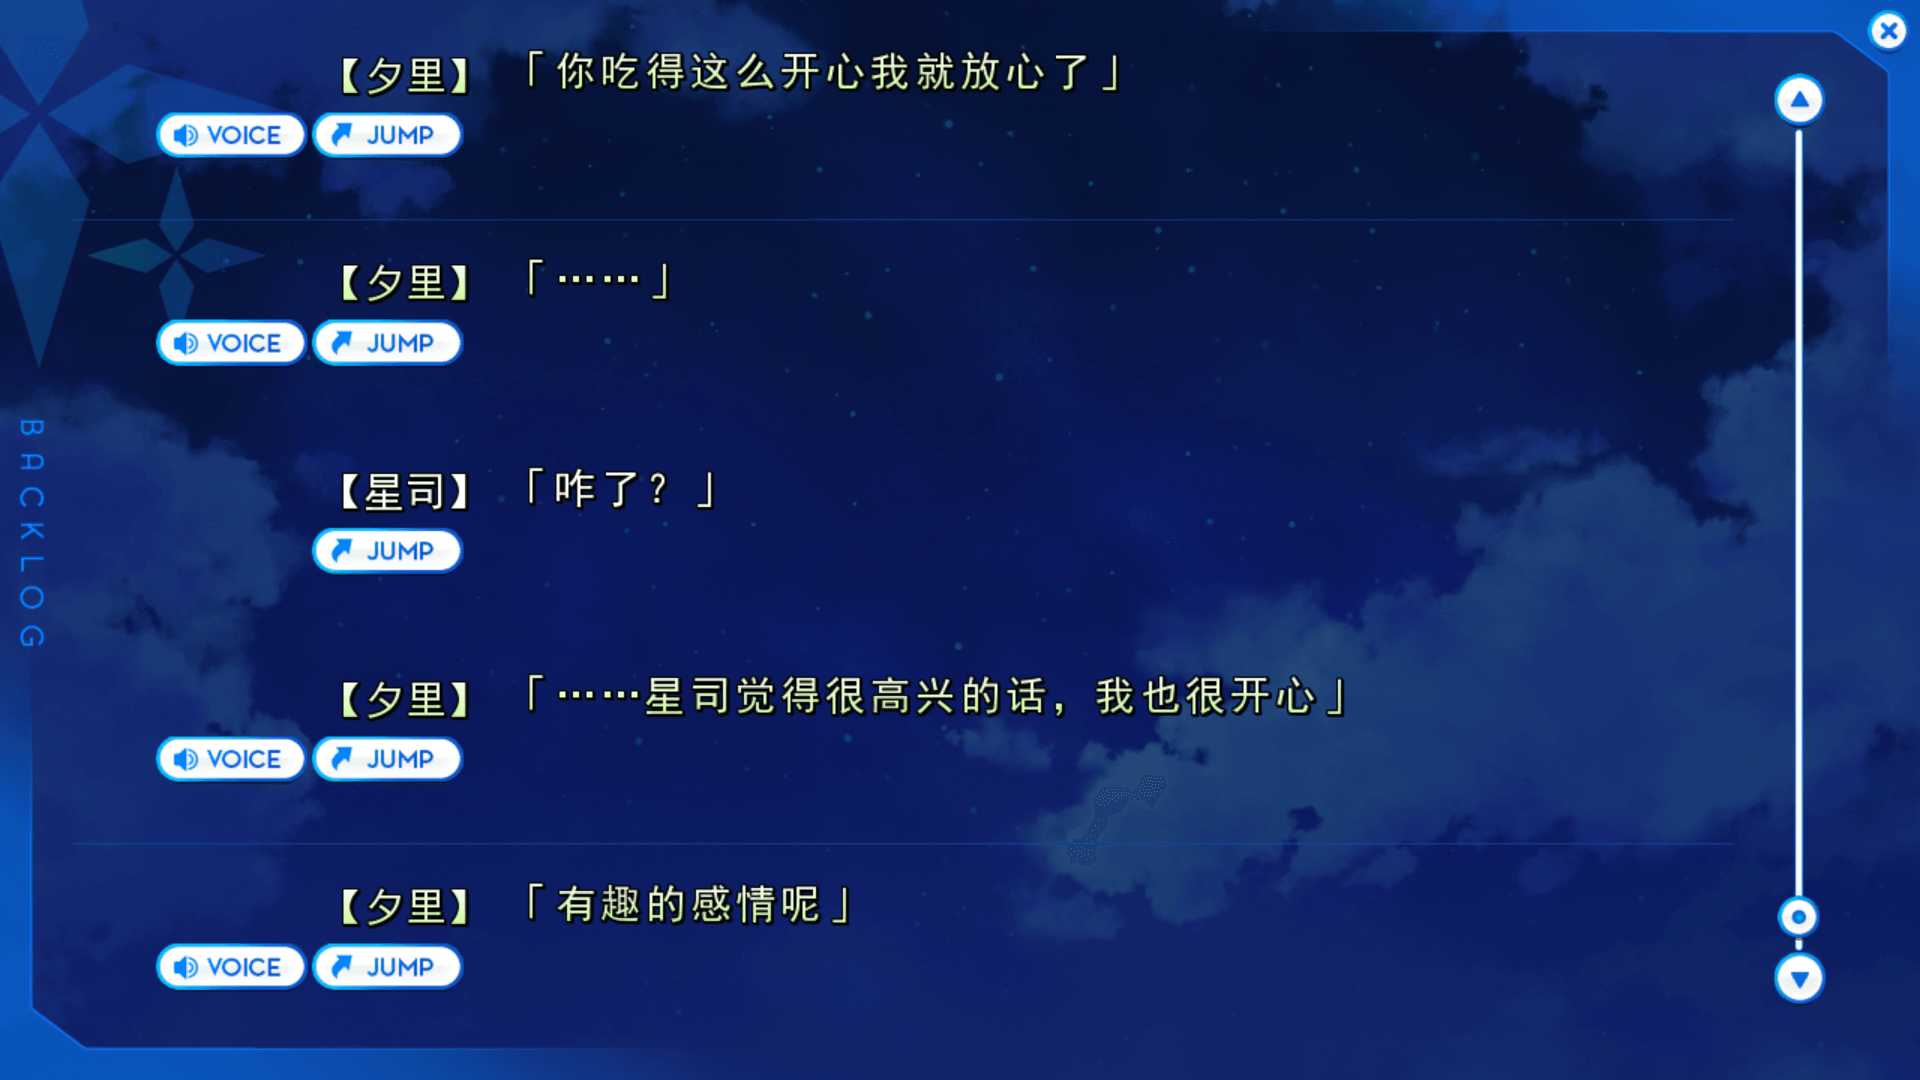 【夕里】 「你吃得这么开心我就放心了」
VOICE JUMP
【夕里】 「……」
VOICE JUMP
【星司】 「咋了？」
JUMP
【夕里】 「……星司觉得很高兴的话，我也很开心」
VOICE JUMP
【夕里】 「有趣的感情呢」
VOICE JUMP
BACKLOG